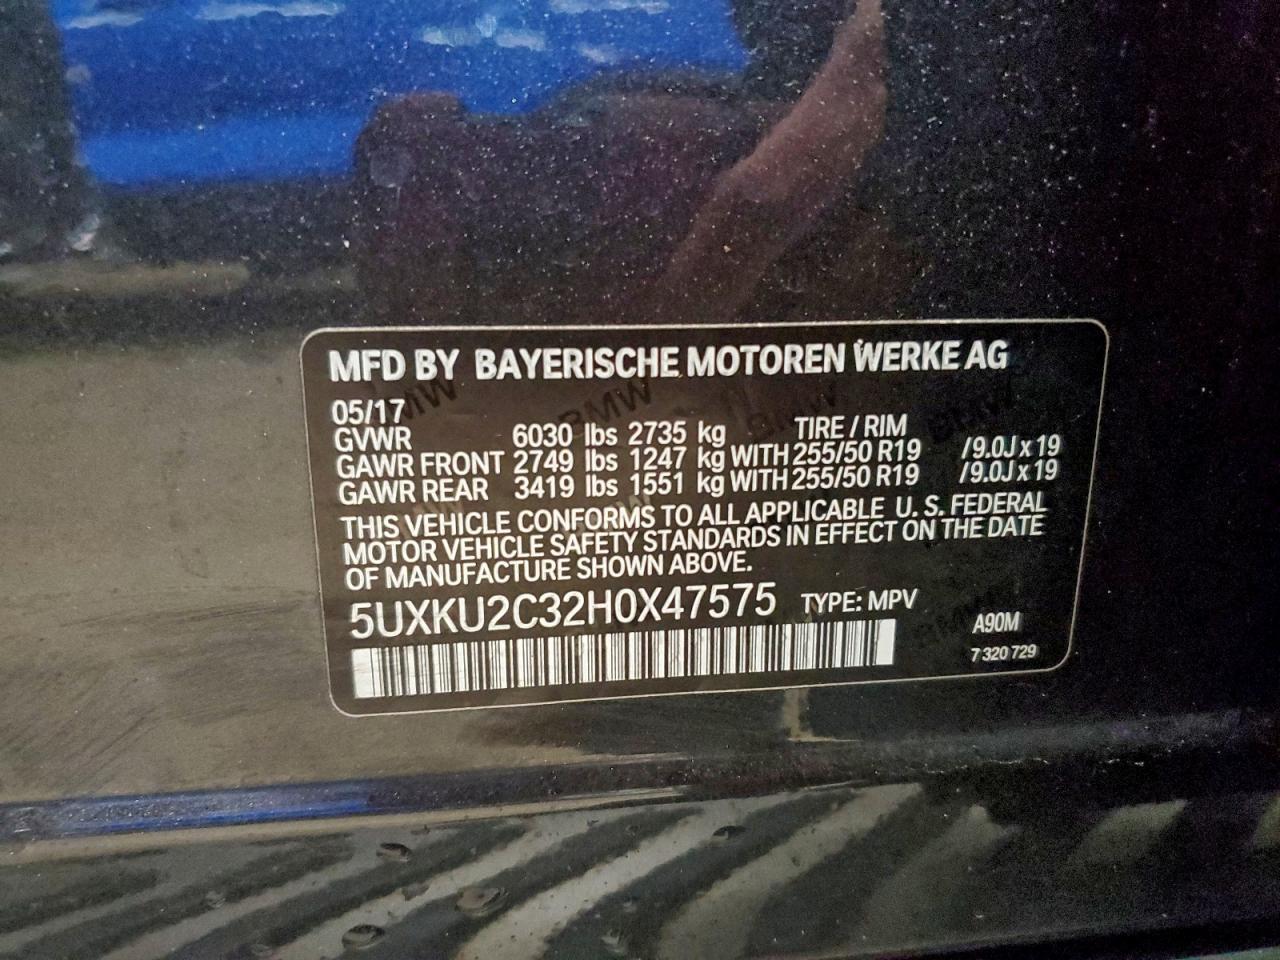 MFD BY BAYERISCHE MOTOREN WERKE AG
05/17
GVWR 6030 lbs 2735 kg TIRE / RIM
GAWR FRONT 2749 lbs 1247 kg WITH 255/50 R19 /9.0J x 19
GAWR REAR 3419 lbs 1551 kg WITH 255/50 R19 /9.0J x 19
THIS VEHICLE CONFORMS TO ALL APPLICABLE U. S. FEDERAL
MOTOR VEHICLE SAFETY STANDARDS IN EFFECT ON THE DATE
OF MANUFACTURE SHOWN ABOVE.
5UXKU2C32H0X47575 TYPE: MPV
A90M
7 320 729